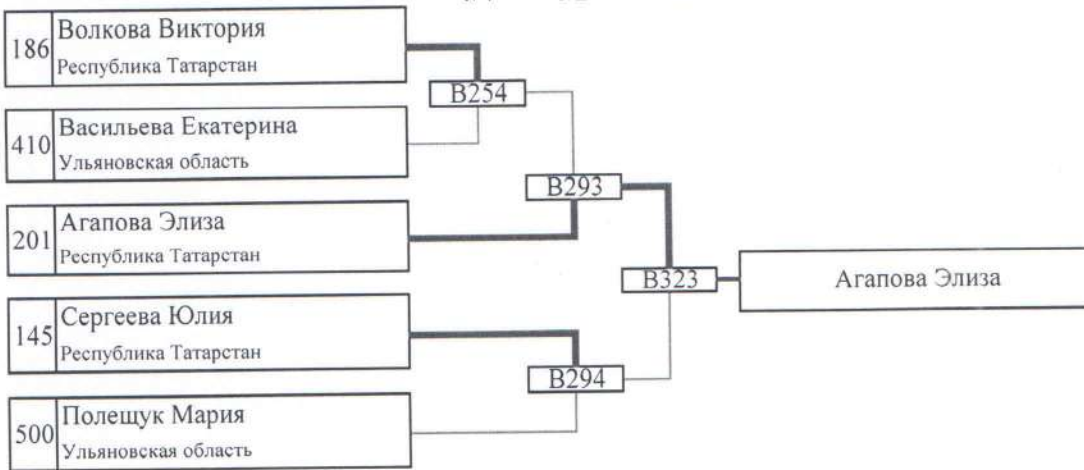 186
Волкова Виктория
Республика Татарстан
B254
410
Васильева Екатерина
Ульяновская область
B293
201
Агапова Элиза
Республика Татарстан
B323
Агапова Элиза
145
Сергеева Юлия
Республика Татарстан
B294
500
Полещук Мария
Ульяновская область